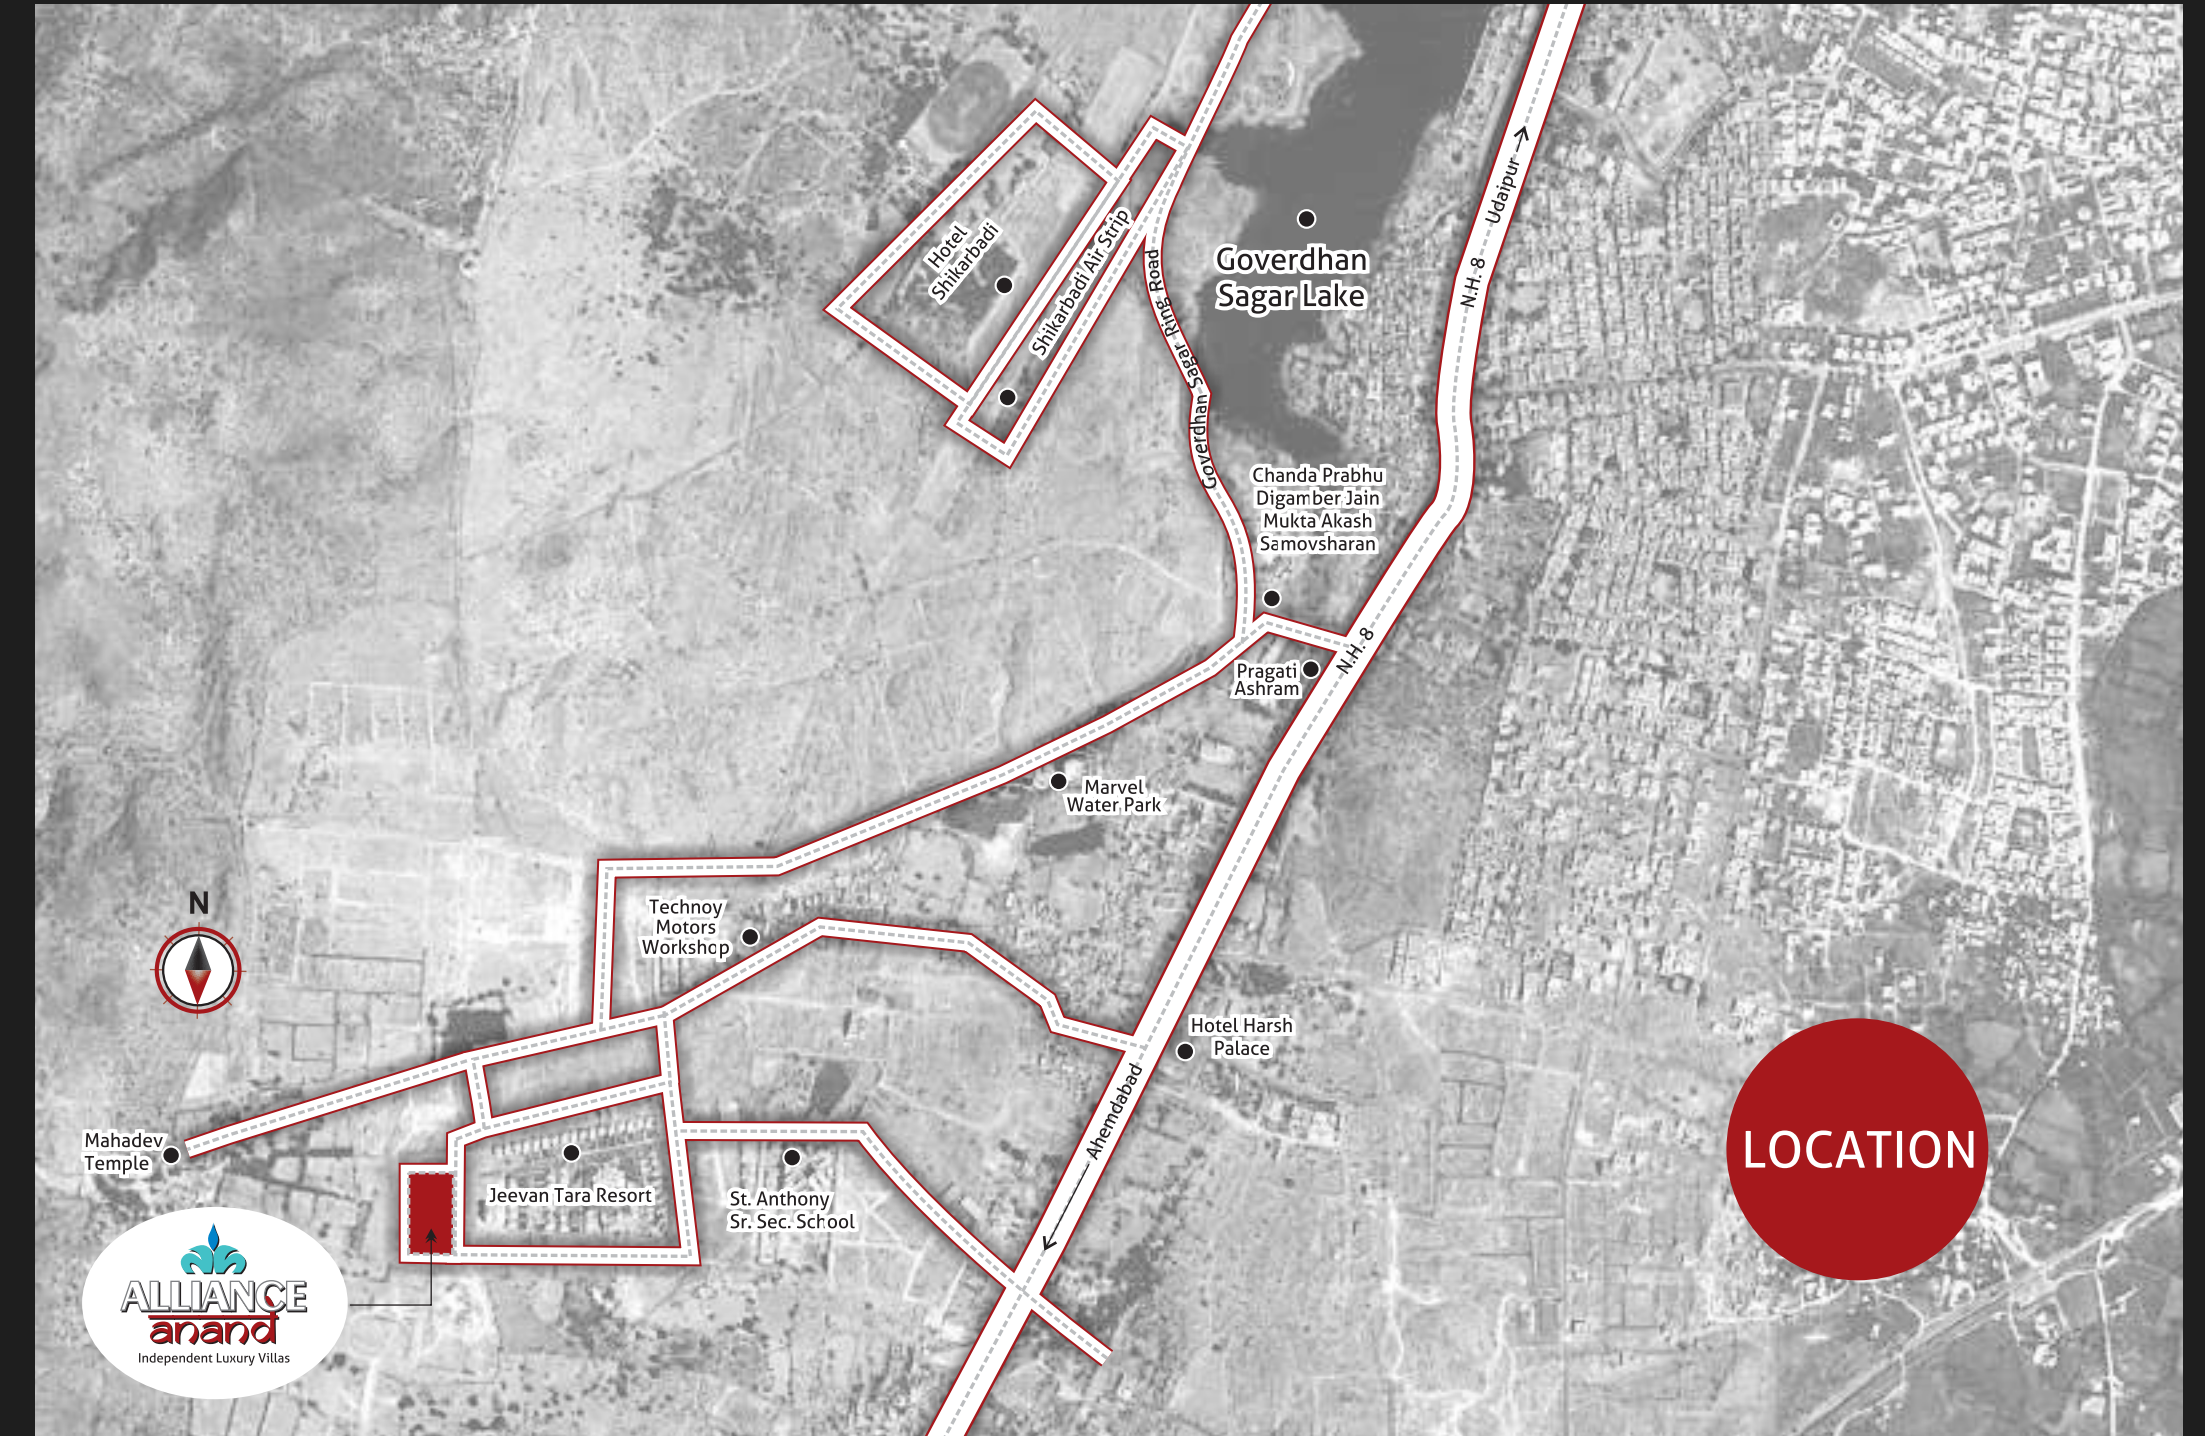 Udaipur
N.H. 8
Hotel
Shikarbadi
Shikarbadi Air Strip
Goverdhan Sagar Ring Road
Goverdhan
Sagar Lake
Chanda Prabhu
Digamber Jain
Mukta Akash
Samovsharan
N.H. 8
Pragati
Ashram
Marvel
Water Park
N
Technoy
Motors
Workshop
Hotel Harsh
Palace
Ahemdabad
Mahadev
Temple
Jeevan Tara Resort
St. Anthony
Sr. Sec. School
LOCATION
ALLIANCE
anand
Independent Luxury Villas